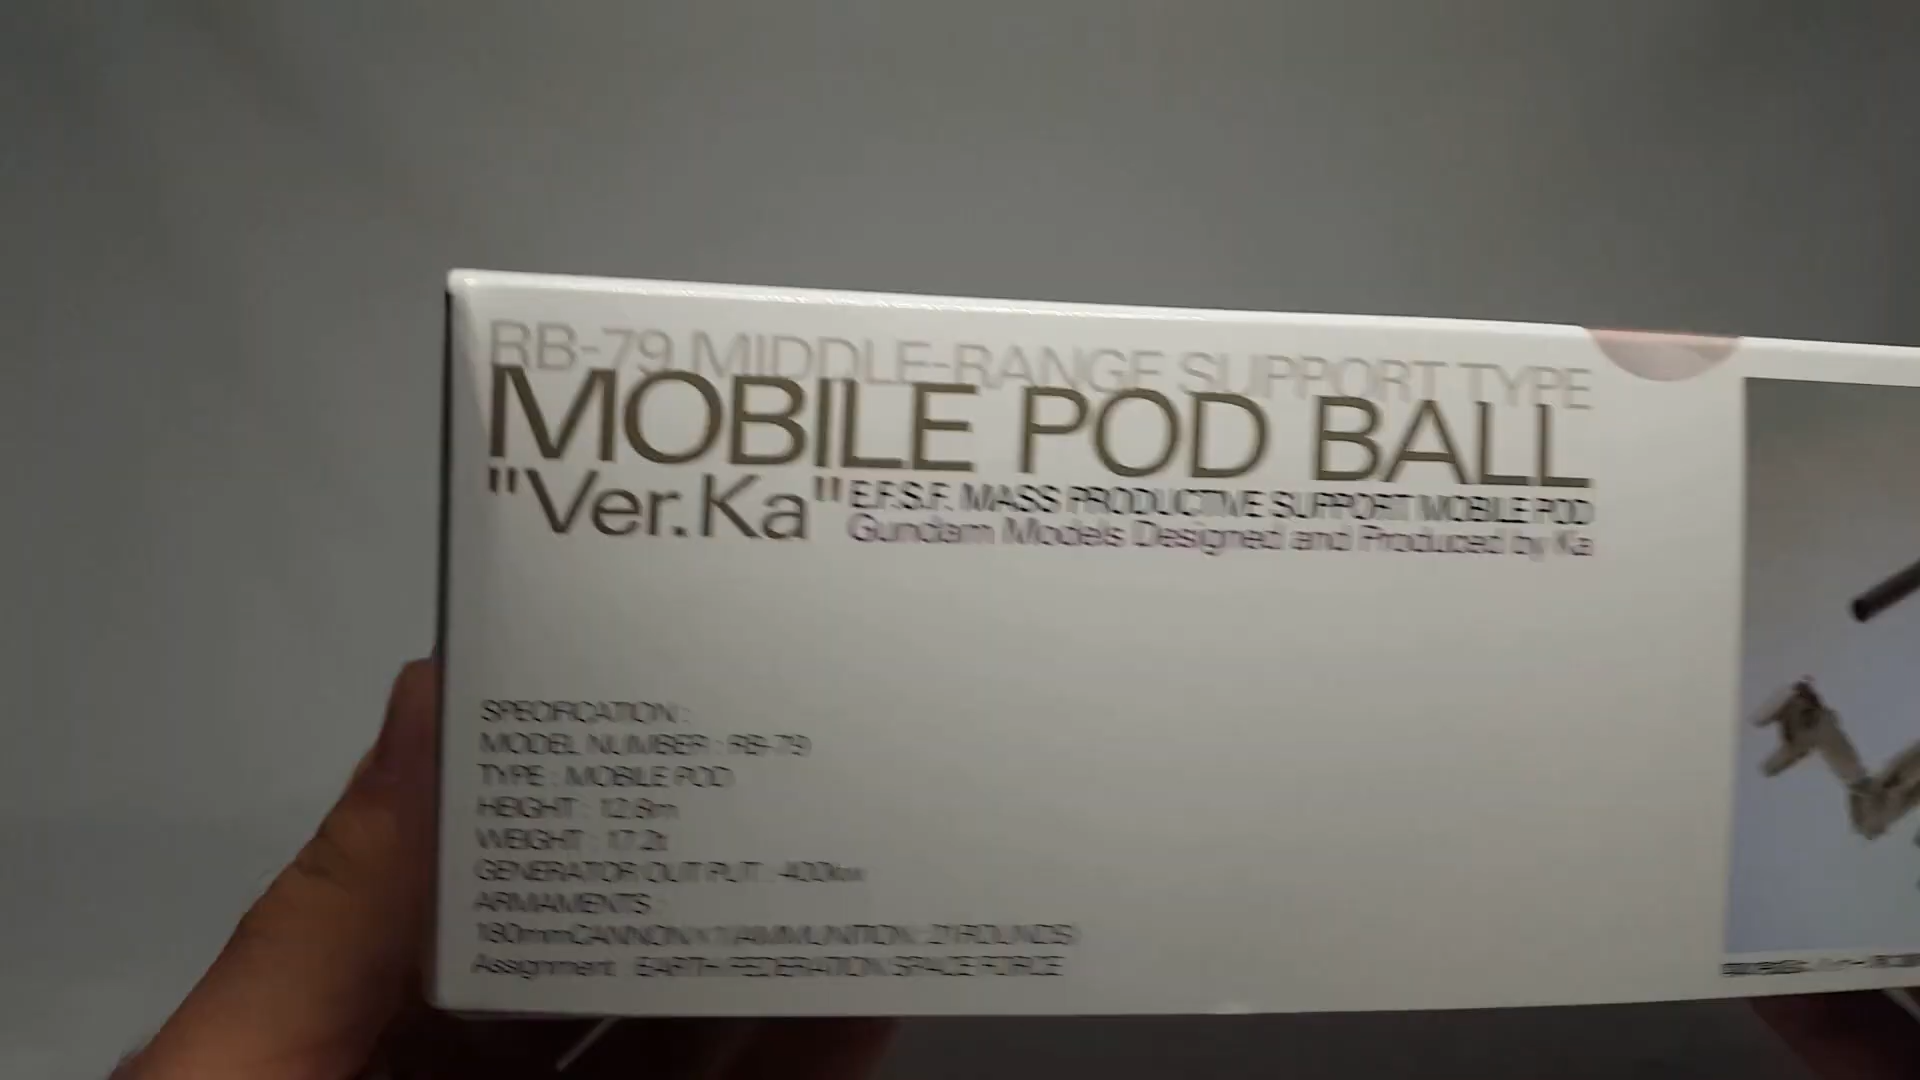 RB-79 MIDDLE-RANGE SUPPORT TYPE
MOBILE POD BALL
"Ver.Ka"
E.F.S.F. MASS PRODUCTIVE SUPPORT MOBILE POD
Gundam Models Designed and Produced by Ka
SPECIFICATION :
MODEL NUMBER : RB-79
TYPE : MOBILE POD
HEIGHT : 12.8m
WEIGHT : 17.2t
GENERATOR OUT PUT : 400kw
ARMAMENTS :
180mmCANNON×1(AMMUNITION : 21ROUNDS)
Assignment : EARTH FEDERATION SPACE FORCE